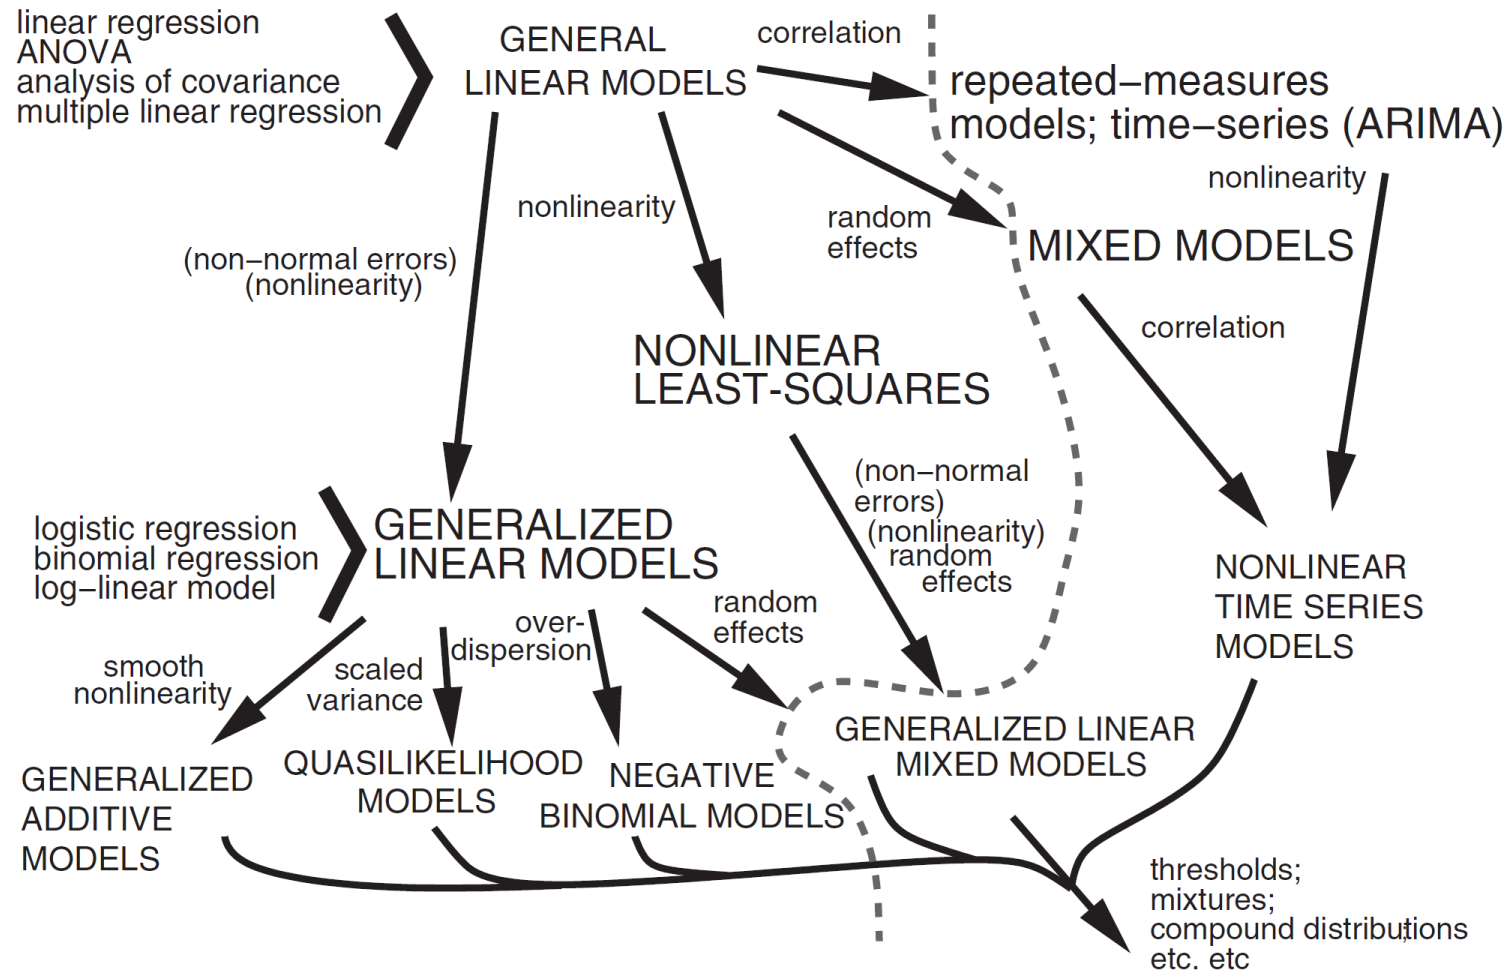 linear regression
ANOVA
analysis of covariance
multiple linear regression
GENERAL
LINEAR MODELS
correlation
repeated−measures
models; time−series (ARIMA)
nonlinearity
nonlinearity
random
effects
MIXED MODELS
(non−normal errors)
(nonlinearity)
correlation
NONLINEAR
LEAST-SQUARES
(non−normal
errors)
(nonlinearity)
random
effects
logistic regression
binomial regression
log−linear model
GENERALIZED
LINEAR MODELS
NONLINEAR
TIME SERIES
MODELS
smooth
nonlinearity
scaled
variance
over-
dispersion
random
effects
GENERALIZED
ADDITIVE
MODELS
QUASILIKELIHOOD
MODELS
NEGATIVE
BINOMIAL MODELS
GENERALIZED LINEAR
MIXED MODELS
thresholds;
mixtures;
compound distributions;
etc. etc